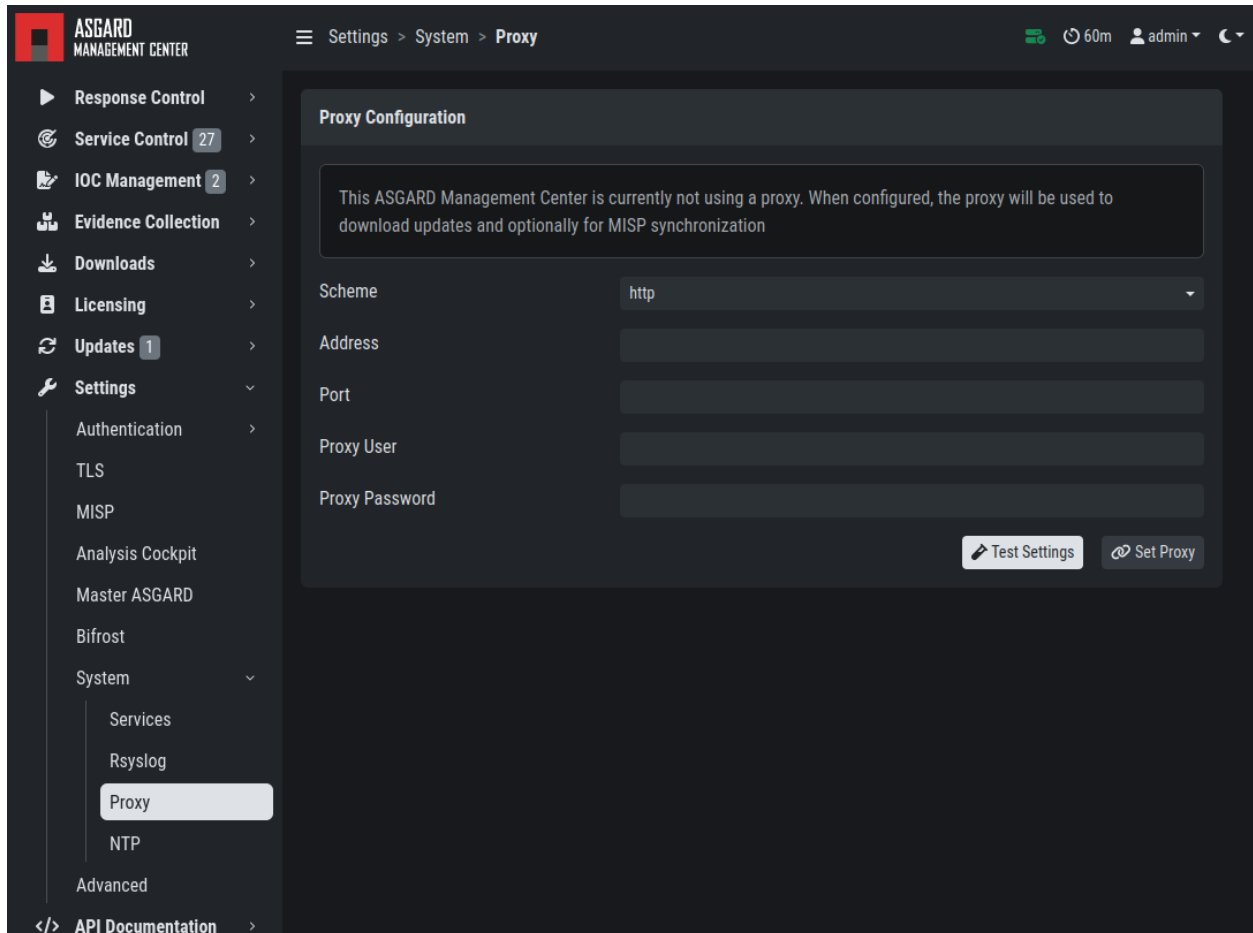 ASGARD
MANAGEMENT CENTER
Settings > System > Proxy
60m
admin
Response Control
Service Control 27
IOC Management 2
Evidence Collection
Downloads
Licensing
Updates 1
Settings
Authentication
TLS
MISP
Analysis Cockpit
Master ASGARD
Bifrost
System
Services
Rsyslog
Proxy
NTP
Advanced
API Documentation
Proxy Configuration
This ASGARD Management Center is currently not using a proxy. When configured, the proxy will be used to
download updates and optionally for MISP synchronization
Scheme
http
Address
Port
Proxy User
Proxy Password
Test Settings
Set Proxy